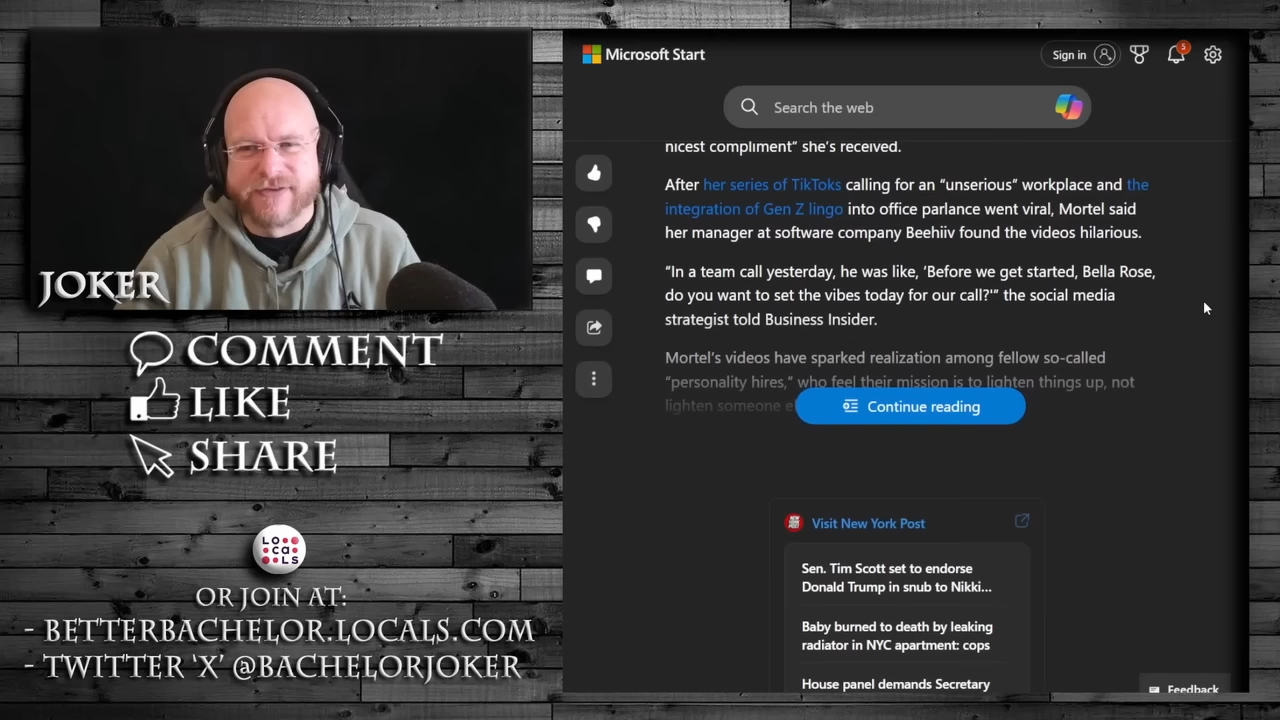 JOKER
COMMENT
LIKE
SHARE
LOCALS
OR JOIN AT:
- BETTERBACHELOR.LOCALS.COM
- TWITTER 'X' @BACHELORJOKER
Microsoft Start
Sign in
5
Search the web
nicest compliment” she’s received.
After her series of TikToks calling for an “unserious” workplace and the
integration of Gen Z lingo into office parlance went viral, Mortel said
her manager at software company Beehiiv found the videos hilarious.
“In a team call yesterday, he was like, ‘Before we get started, Bella Rose,
do you want to set the vibes today for our call?’” the social media
strategist told Business Insider.
Mortel’s videos have sparked realization among fellow so-called
“personality hires,” who feel their mission is to lighten things up, not
lighten someone e
Continue reading
Visit New York Post
Sen. Tim Scott set to endorse
Donald Trump in snub to Nikki...
Baby burned to death by leaking
radiator in NYC apartment: cops
House panel demands Secretary
Feedback